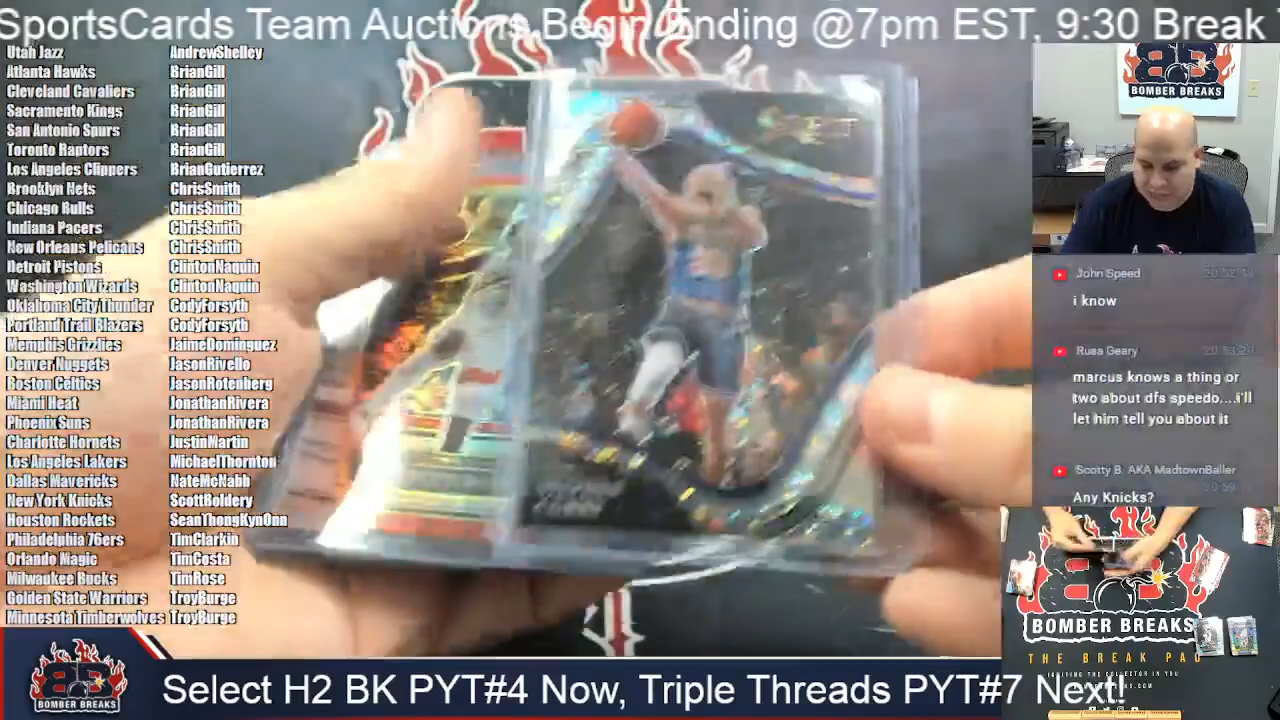 SportsCards Team Auctions Begin Ending @7pm EST, 9:30 Break
Utah Jazz AndrewShelley
Atlanta Hawks BrianGill
Cleveland Cavaliers BrianGill
Sacramento Kings BrianGill
San Antonio Spurs BrianGill
Toronto Raptors BrianGill
Los Angeles Clippers BrianGutierrez
Brooklyn Nets ChrisSmith
Chicago Bulls ChrisSmith
Indiana Pacers ChrisSmith
New Orleans Pelicans ChrisSmith
Detroit Pistons ClintonNaquin
Washington Wizards ClintonNaquin
Oklahoma City Thunder CodyForsyth
Portland Trail Blazers CodyForsyth
Memphis Grizzlies JaimeDominguez
Denver Nuggets JasonRivello
Boston Celtics JasonRotenberg
Miami Heat JonathanRivera
Phoenix Suns JonathanRivera
Charlotte Hornets JustinMartin
Los Angeles Lakers MichaelThornton
Dallas Mavericks NateMcNabb
New York Knicks ScottBoldery
Houston Rockets SeanThongKynOnn
Philadelphia 76ers TimClarkin
Orlando Magic TimCosta
Milwaukee Bucks TimRose
Golden State Warriors TroyBurge
Minnesota Timberwolves TroyBurge
SELECT
BOMBER BREAKS
John Speed
i know
Russ Geary
marcus knows a thing or
two about dfs speedo....i'll
let him tell you about it
Scotty B. AKA MadtownBaller
Any Knicks?
BOMBER BREAKS
THE BREAK PAD
BOMBER BREAKS
Select H2 BK PYT#4 Now, Triple Threads PYT#7 Next!